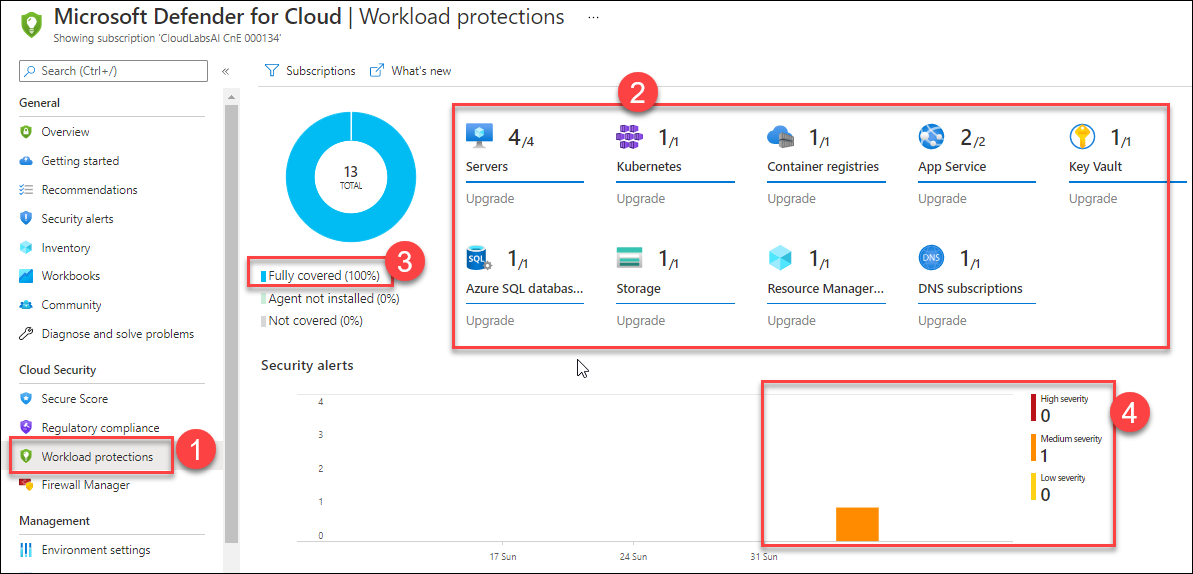 Microsoft Defender for Cloud | Workload protections ...
Showing subscription 'CloudLabsAI CnE 000134'
Search (Ctrl+/)
«
Subscriptions
What's new
General
Overview
Getting started
Recommendations
Security alerts
Inventory
Workbooks
Community
Diagnose and solve problems
Cloud Security
Secure Score
Regulatory compliance
Workload protections
1
Firewall Manager
Management
Environment settings
13
TOTAL
Fully covered (100%)
3
Agent not installed (0%)
Not covered (0%)
2
4/4
Servers
Upgrade
1/1
Kubernetes
Upgrade
1/1
Container registries
Upgrade
2/2
App Service
Upgrade
1/1
Key Vault
Upgrade
SQL
1/1
Azure SQL databas...
Upgrade
1/1
Storage
Upgrade
1/1
Resource Manager...
Upgrade
DNS
1/1
DNS subscriptions
Upgrade
Security alerts
4
3
2
1
0
17 Sun
24 Sun
31 Sun
High severity
0
Medium severity
1
Low severity
0
4